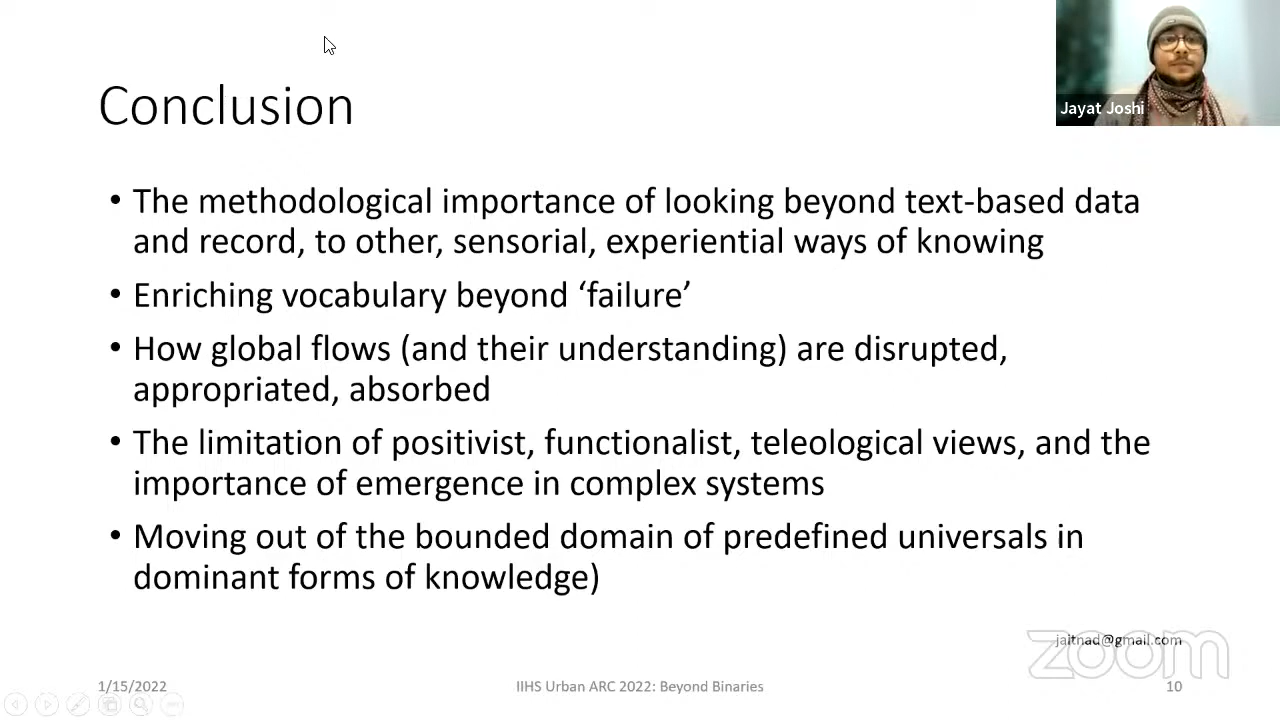 Jayat Joshi
Conclusion
• The methodological importance of looking beyond text-based data
and record, to other, sensorial, experiential ways of knowing
• Enriching vocabulary beyond ‘failure’
• How global flows (and their understanding) are disrupted,
appropriated, absorbed
• The limitation of positivist, functionalist, teleological views, and the
importance of emergence in complex systems
• Moving out of the bounded domain of predefined universals in
dominant forms of knowledge)
jaitnad@gmail.com
zoom
1/15/2022
IIHS Urban ARC 2022: Beyond Binaries
10